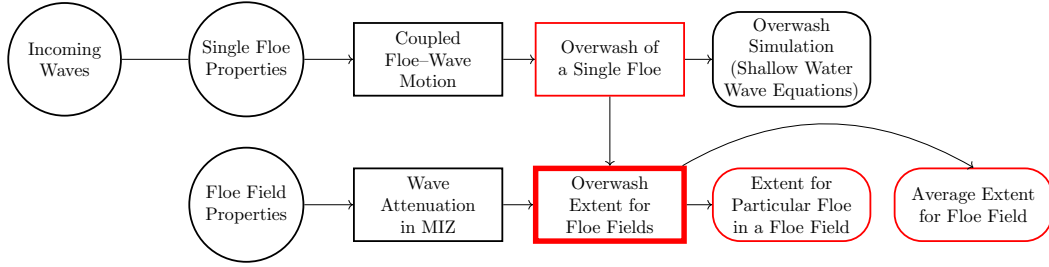 Incoming
Waves
Single Floe
Properties
Coupled
Floe–Wave
Motion
Overwash of
a Single Floe
Overwash
Simulation
(Shallow Water
Wave Equations)
Floe Field
Properties
Wave
Attenuation
in MIZ
Overwash
Extent for
Floe Fields
Extent for
Particular Floe
in a Floe Field
Average Extent
for Floe Field